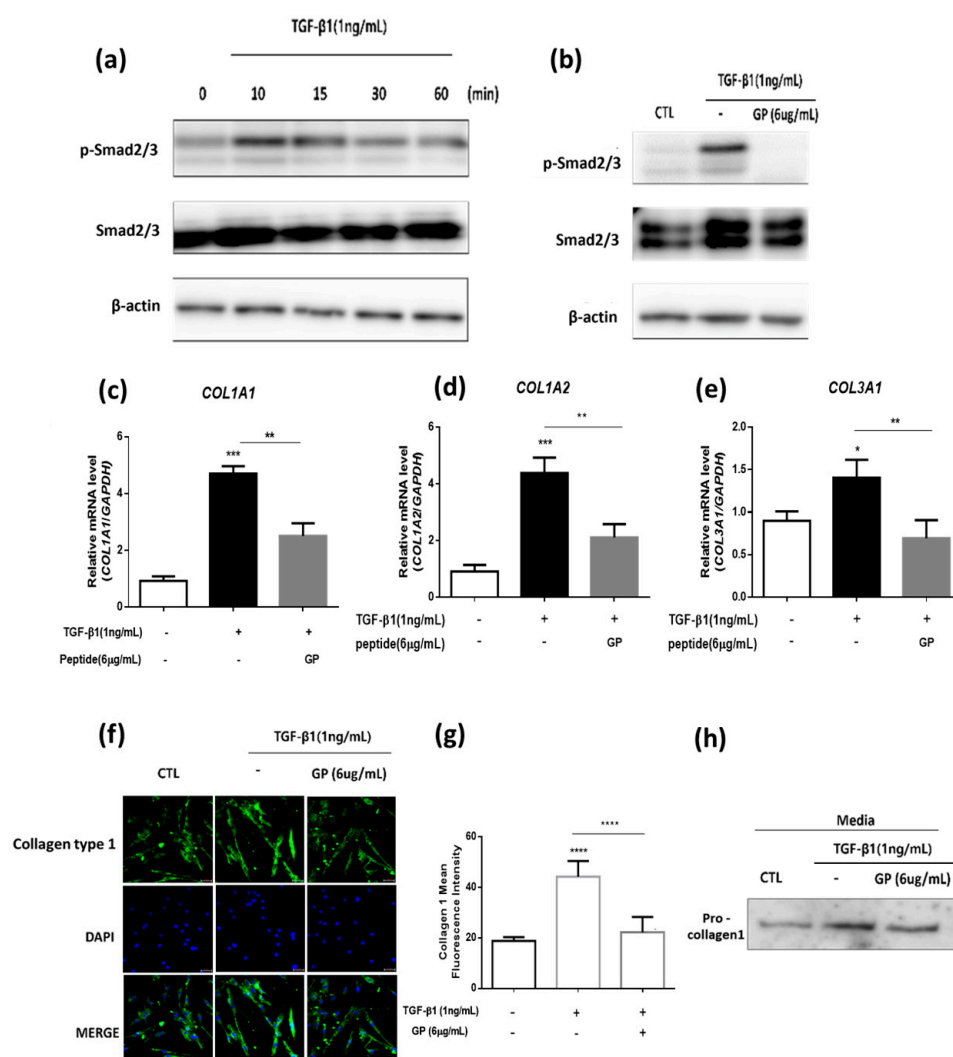 (a)
TGF-β1(1ng/mL)
0 10 15 30 60 (min)
p-Smad2/3
Smad2/3
β-actin
(b)
TGF-β1(1ng/mL)
CTL - GP (6ug/mL)
p-Smad2/3
Smad2/3
β-actin
(c)
COL1A1
Relative mRNA level
(COL1A1/GAPDH)
6
4
2
0
***
**
TGF-β1(1ng/mL) - + +
Peptide(6μg/mL) - - GP
(d)
COL1A2
Relative mRNA level
(COL1A2/GAPDH)
6
4
2
0
***
**
TGF-β1(1ng/mL) - + +
peptide(6μg/mL) - - GP
(e)
COL3A1
Relative mRNA level
(COL3A1/GAPDH)
2.0
1.5
1.0
0.5
0.0
*
**
TGF-β1(1ng/mL) - + +
peptide(6μg/mL) - - GP
(f)
TGF-β1(1ng/mL)
CTL - GP (6ug/mL)
Collagen type 1
DAPI
MERGE
(g)
Collagen 1 Mean
Fluorescence Intensity
60
40
20
0
****
****
TGF-β1 (1ng/mL) - + +
GP (6μg/mL) - - +
(h)
Media
TGF-β1(1ng/mL)
CTL - GP (6ug/mL)
Pro -
collagen1